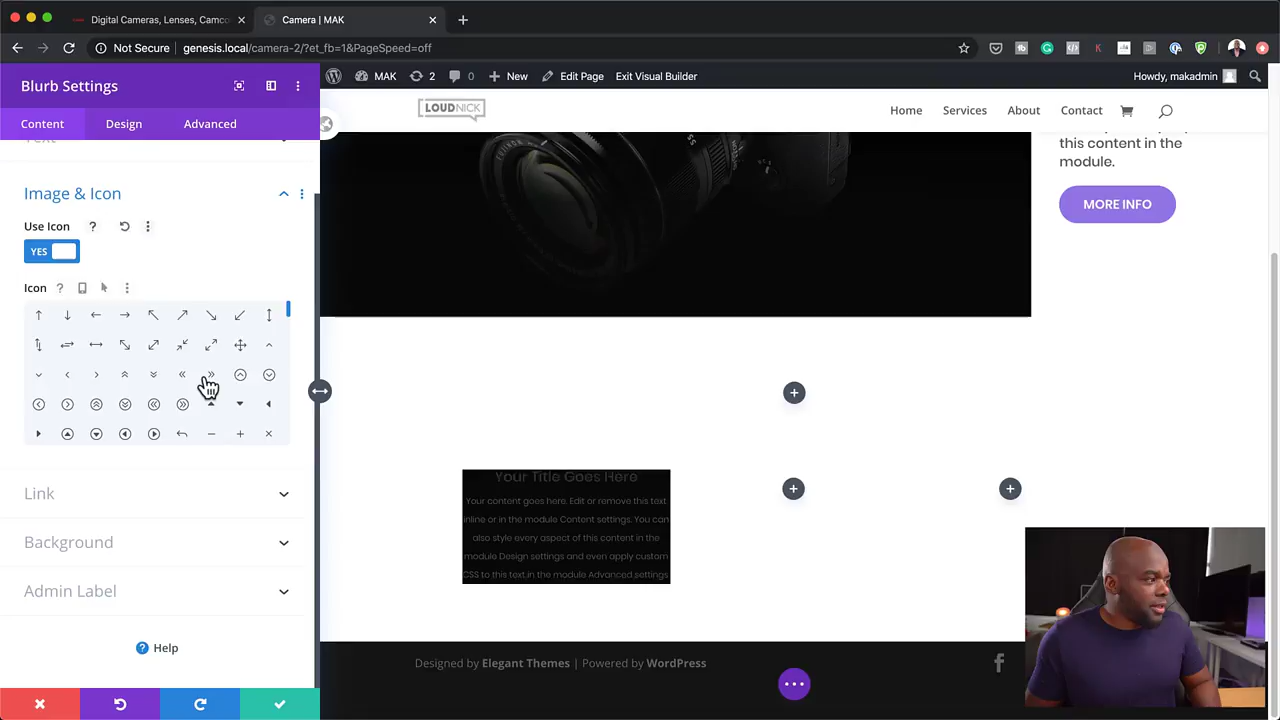 Digital Cameras, Lenses, Camco
Camera | MAK
Not Secure
genesis.local/camera-2/?et_fb=1&PageSpeed=off
Blurb Settings
MAK
2
0
New
Edit Page
Exit Visual Builder
Howdy, makadmin
Content
Design
Advanced
LOUDNICK
Home
Services
About
Contact
Text
this content in the
module.
MORE INFO
Image & Icon
Use Icon
YES
Icon
Your Title Goes Here
Your content goes here. Edit or remove this text
inline or in the module Content settings. You can
also style every aspect of this content in the
module Design settings and even apply custom
CSS to this text in the module Advanced settings
Link
Background
Admin Label
Help
Designed by Elegant Themes | Powered by WordPress